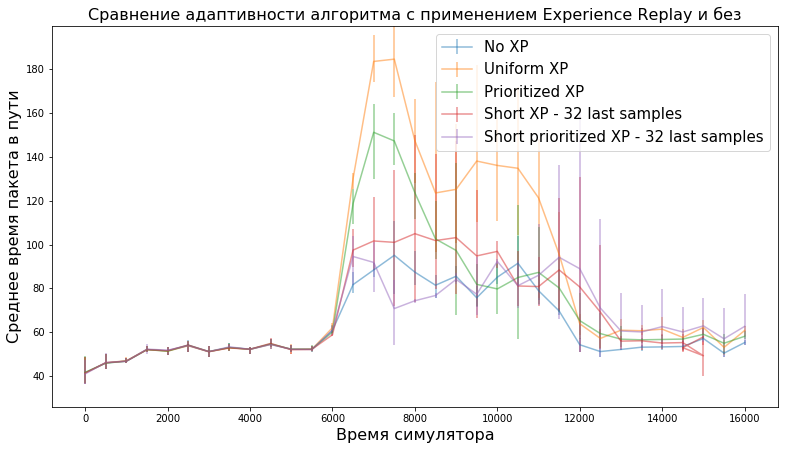 Сравнение адаптивности алгоритма с применением Experience Replay и без
No XP
Uniform XP
Prioritized XP
Short XP - 32 last samples
Short prioritized XP - 32 last samples
Среднее время пакета в пути
180
160
140
120
100
80
60
40
0 2000 4000 6000 8000 10000 12000 14000 16000
Время симулятора